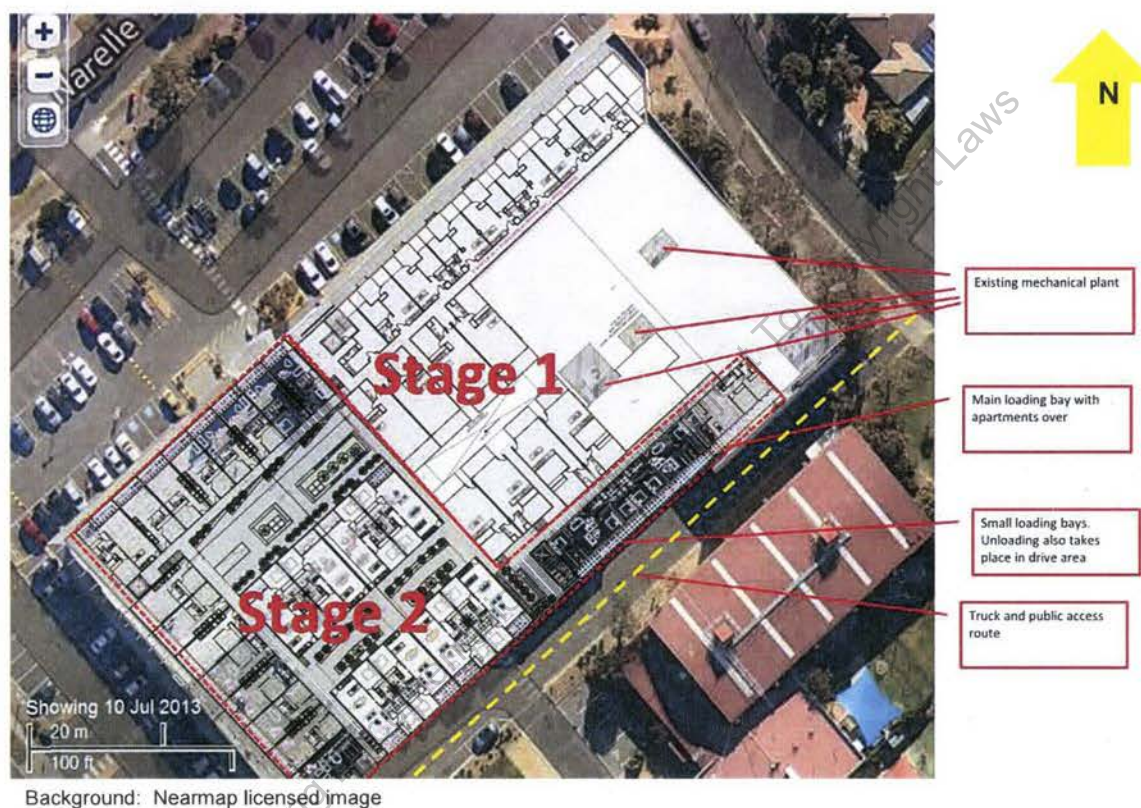 +
−
Narelle
N
Laws
Existing mechanical plant
Stage 1
Main loading bay with
apartments over
Small loading bays.
Unloading also takes
place in drive area
Stage 2
Truck and public access
route
Showing 10 Jul 2013
20 m
100 ft
Background: Nearmap licensed image